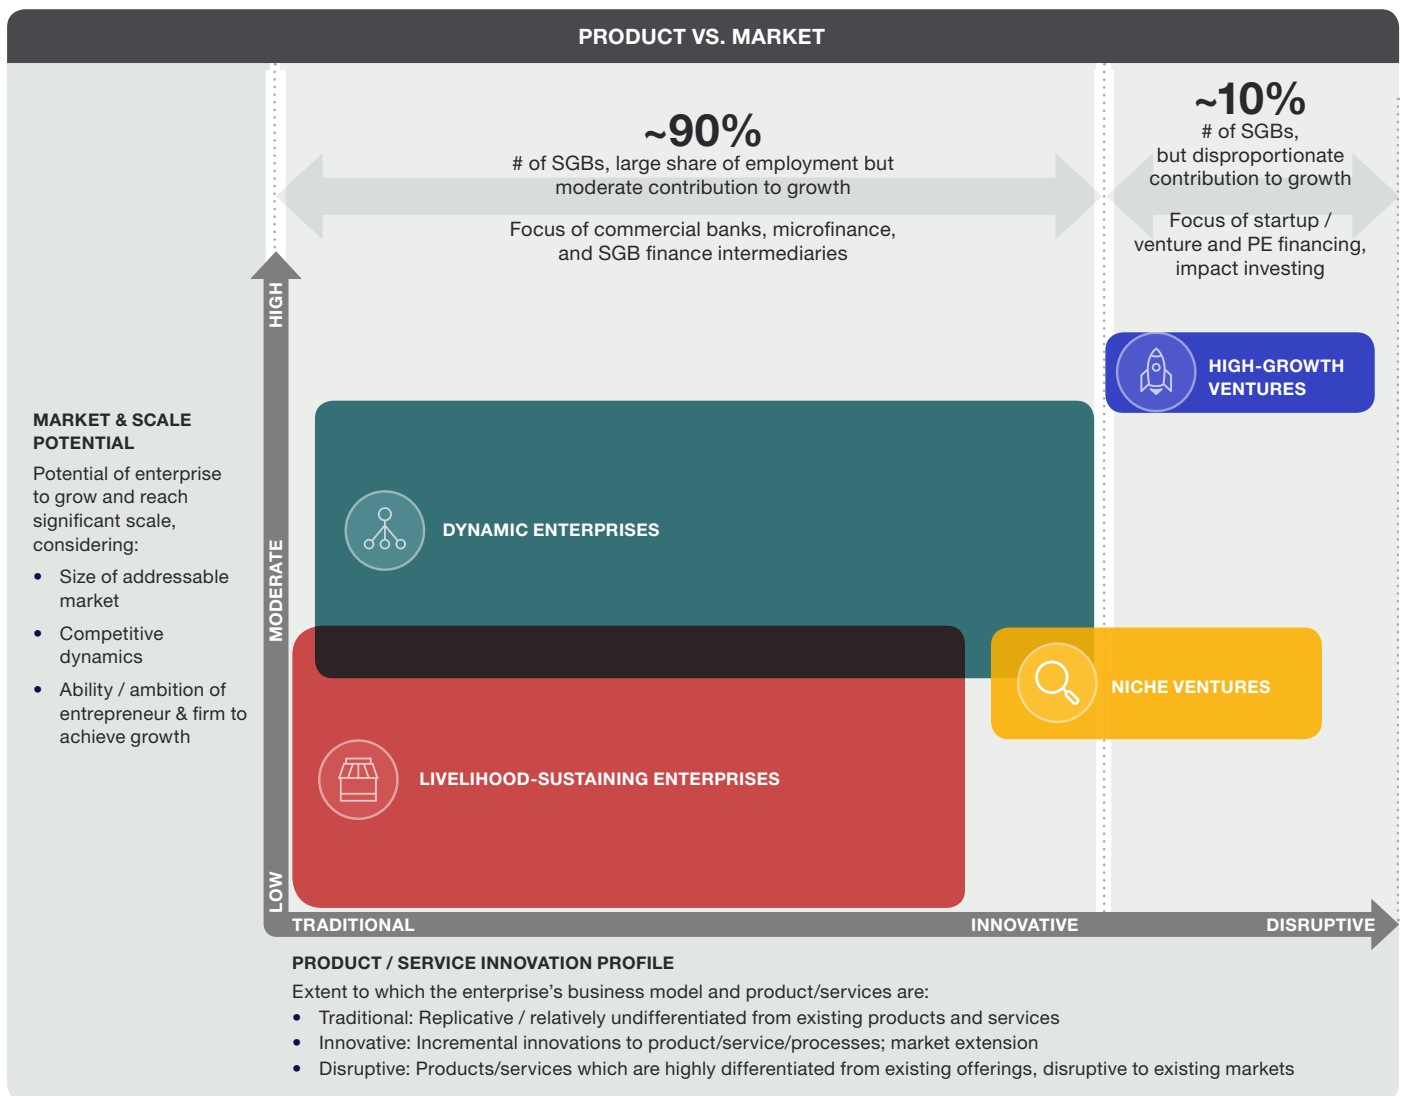 PRODUCT VS. MARKET
~90%
# of SGBs, large share of employment but
moderate contribution to growth
Focus of commercial banks, microfinance,
and SGB finance intermediaries
~10%
# of SGBs,
but disproportionate
contribution to growth
Focus of startup /
venture and PE financing,
impact investing
MARKET & SCALE
POTENTIAL
Potential of enterprise
to grow and reach
significant scale,
considering:
• Size of addressable
market
• Competitive
dynamics
• Ability / ambition of
entrepreneur & firm to
achieve growth
HIGH
MODERATE
LOW
HIGH-GROWTH
VENTURES
DYNAMIC ENTERPRISES
NICHE VENTURES
LIVELIHOOD-SUSTAINING ENTERPRISES
TRADITIONAL
INNOVATIVE
DISRUPTIVE
PRODUCT / SERVICE INNOVATION PROFILE
Extent to which the enterprise’s business model and product/services are:
• Traditional: Replicative / relatively undifferentiated from existing products and services
• Innovative: Incremental innovations to product/service/processes; market extension
• Disruptive: Products/services which are highly differentiated from existing offerings, disruptive to existing markets